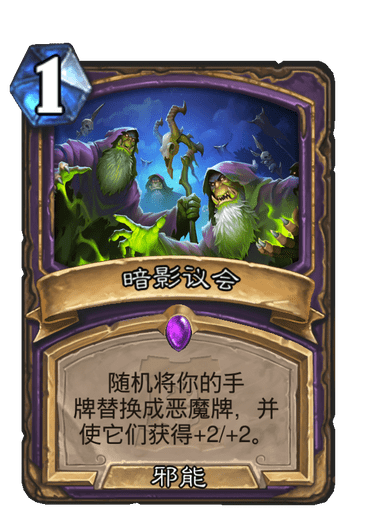 1
暗影议会
随机将你的手
牌替换成恶魔牌，并
使它们获得+2/+2。
邪能